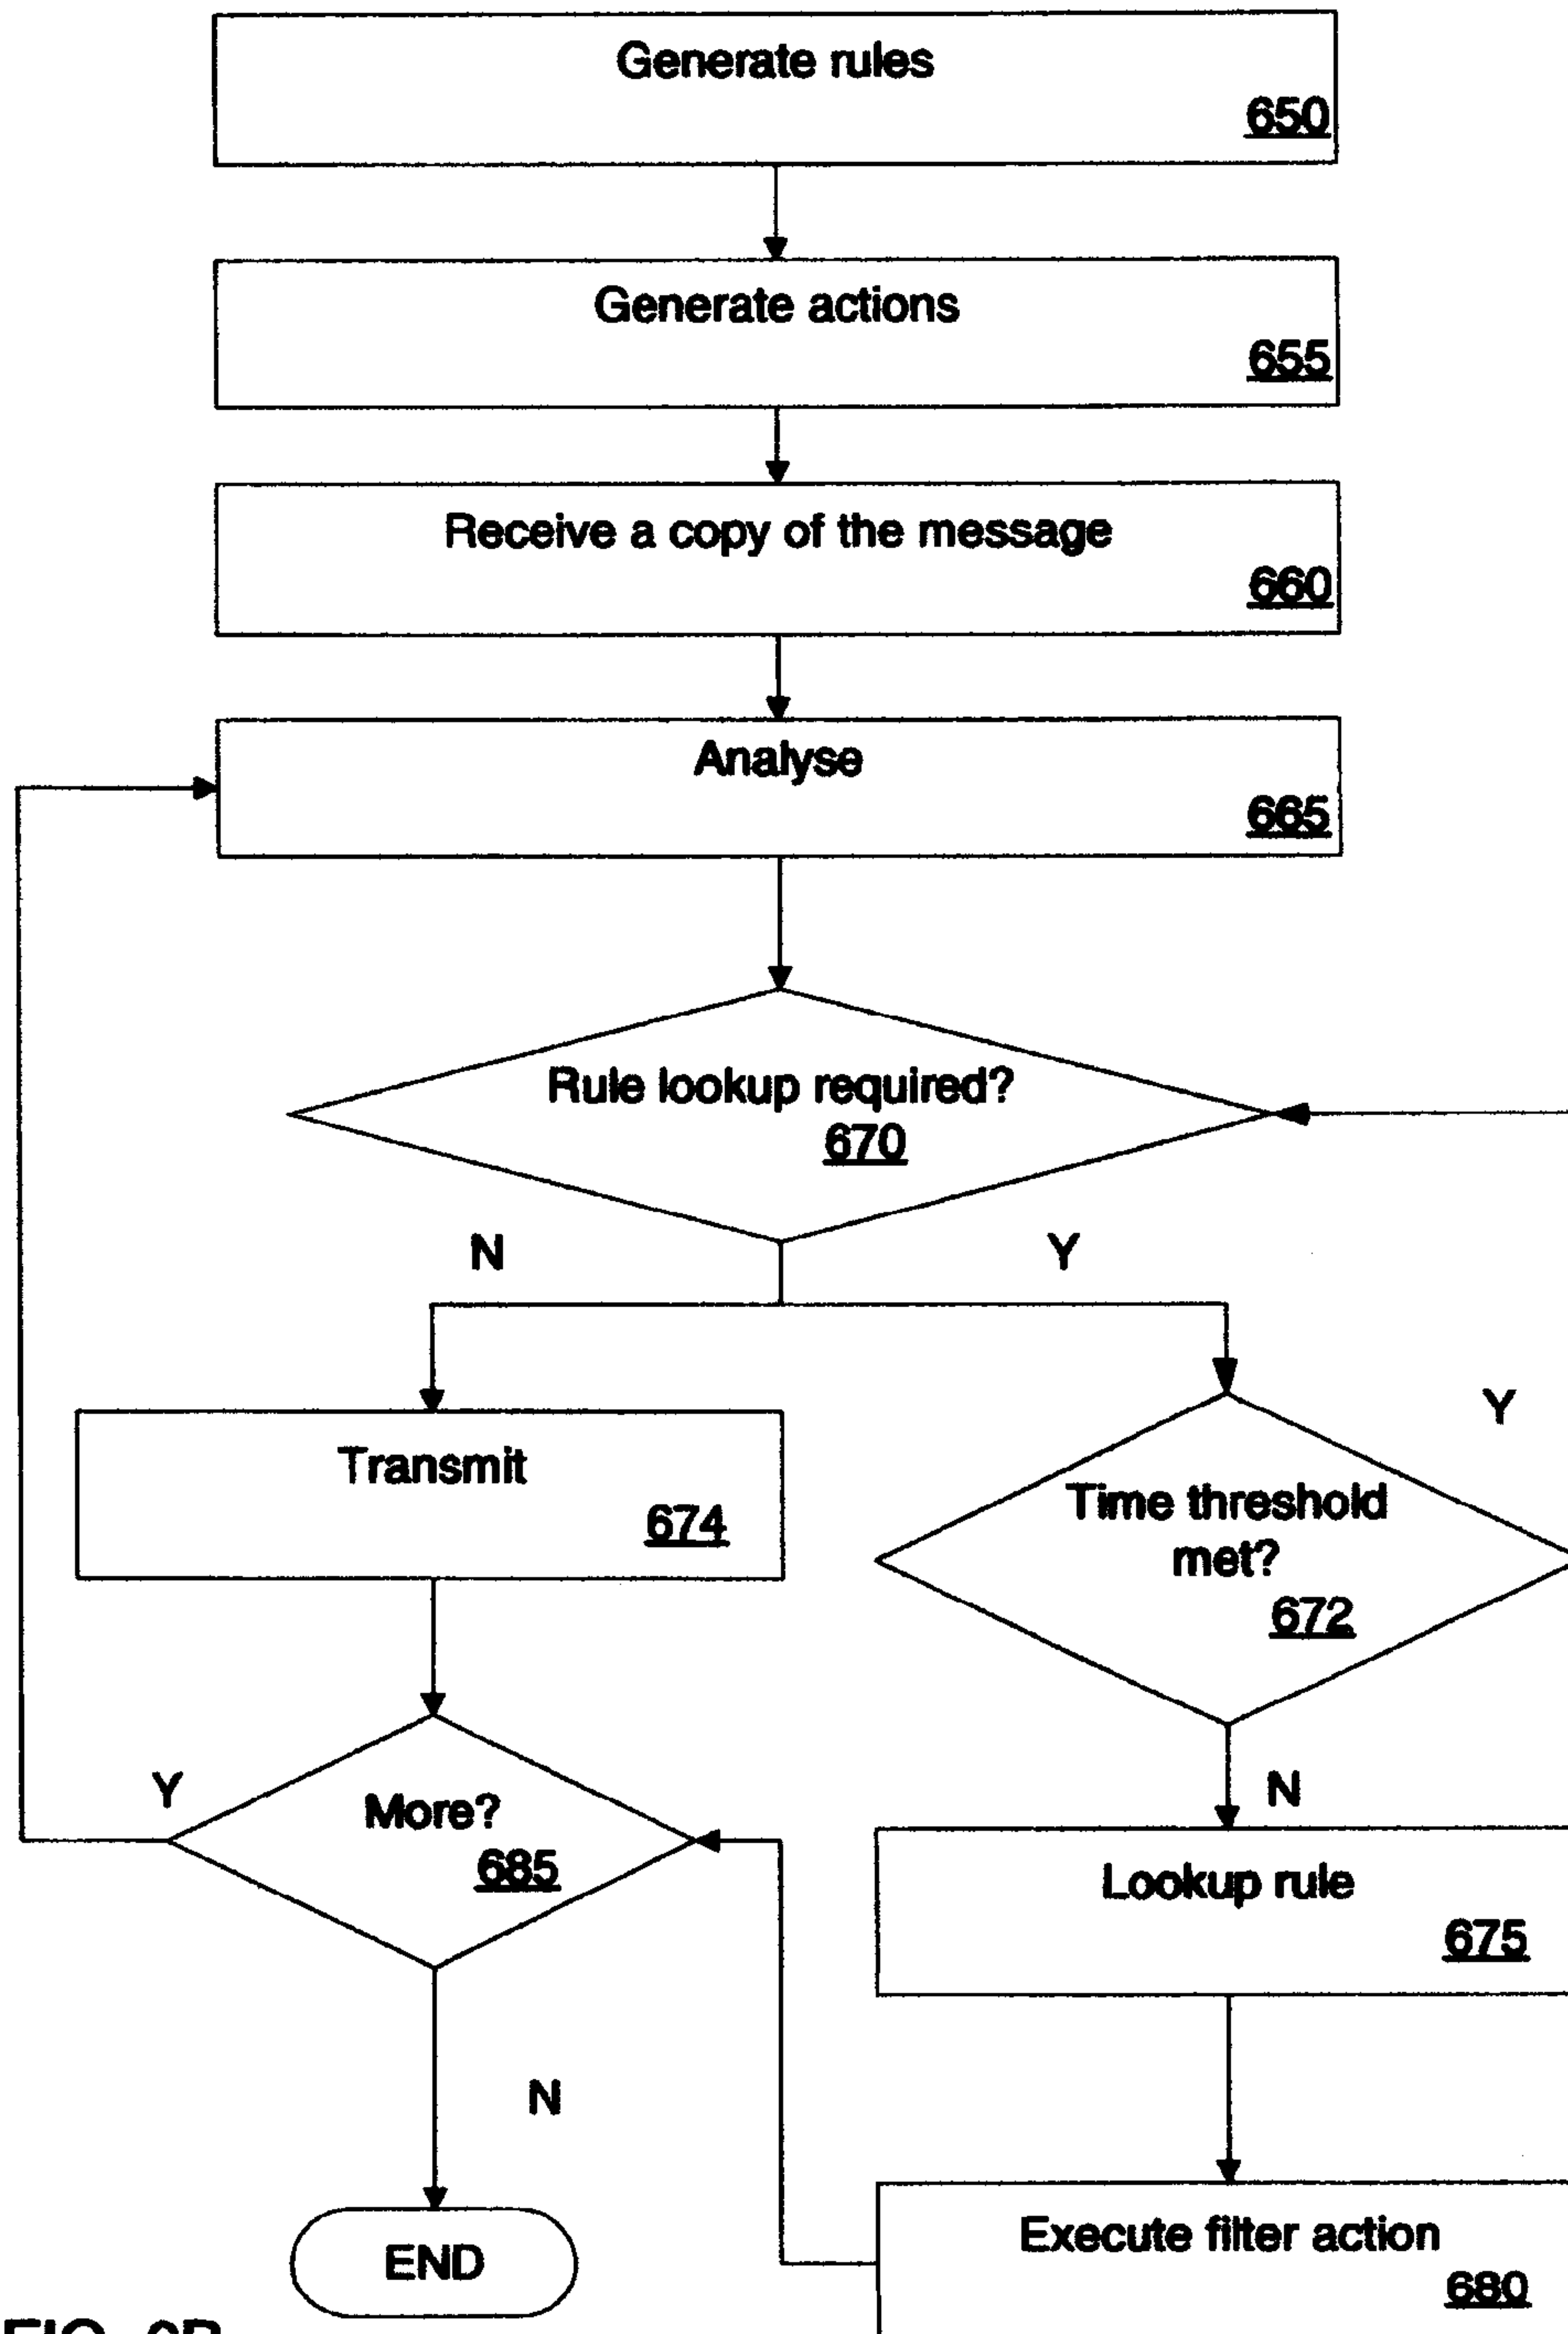 Generate rules
650
Generate actions
655
Receive a copy of the message
660
Analyse
665
Rule lookup required?
670
N
Y
Transmit
674
Y
Time threshold
met?
672
Y
More?
685
N
Lookup rule
675
N
END
Execute filter action
680